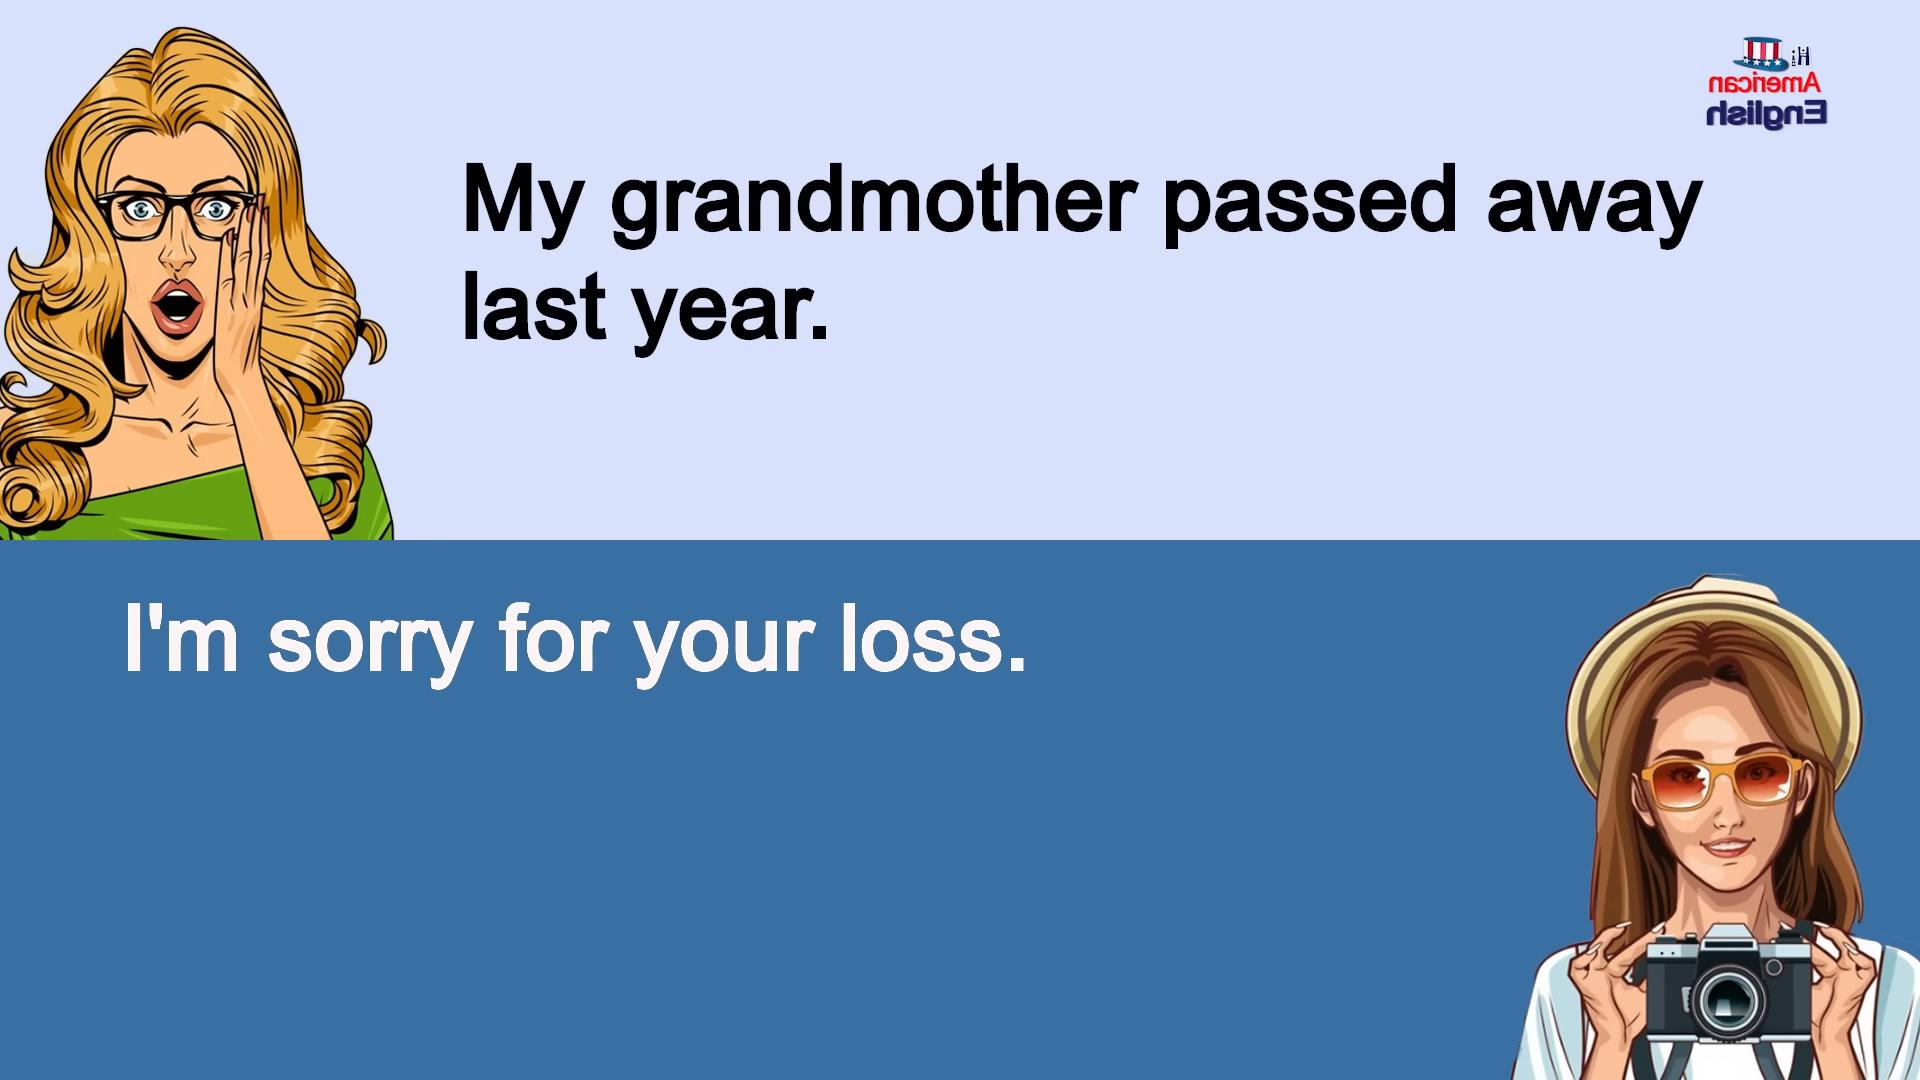 Hi
American
English
My grandmother passed away
last year.
I'm sorry for your loss.